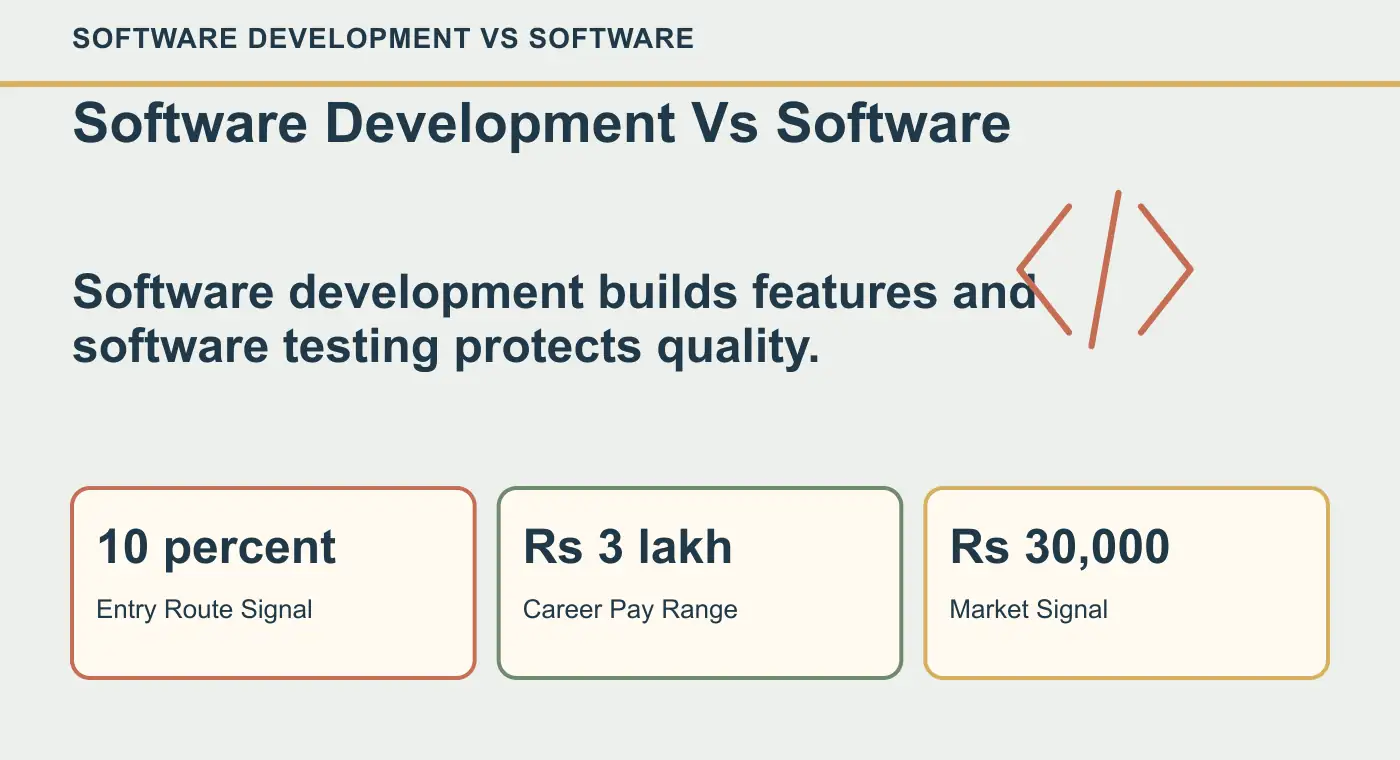 SOFTWARE DEVELOPMENT VS SOFTWARE
Software Development Vs Software
Software development builds features and
software testing protects quality.
10 percent
Entry Route Signal
Rs 3 lakh
Career Pay Range
Rs 30,000
Market Signal